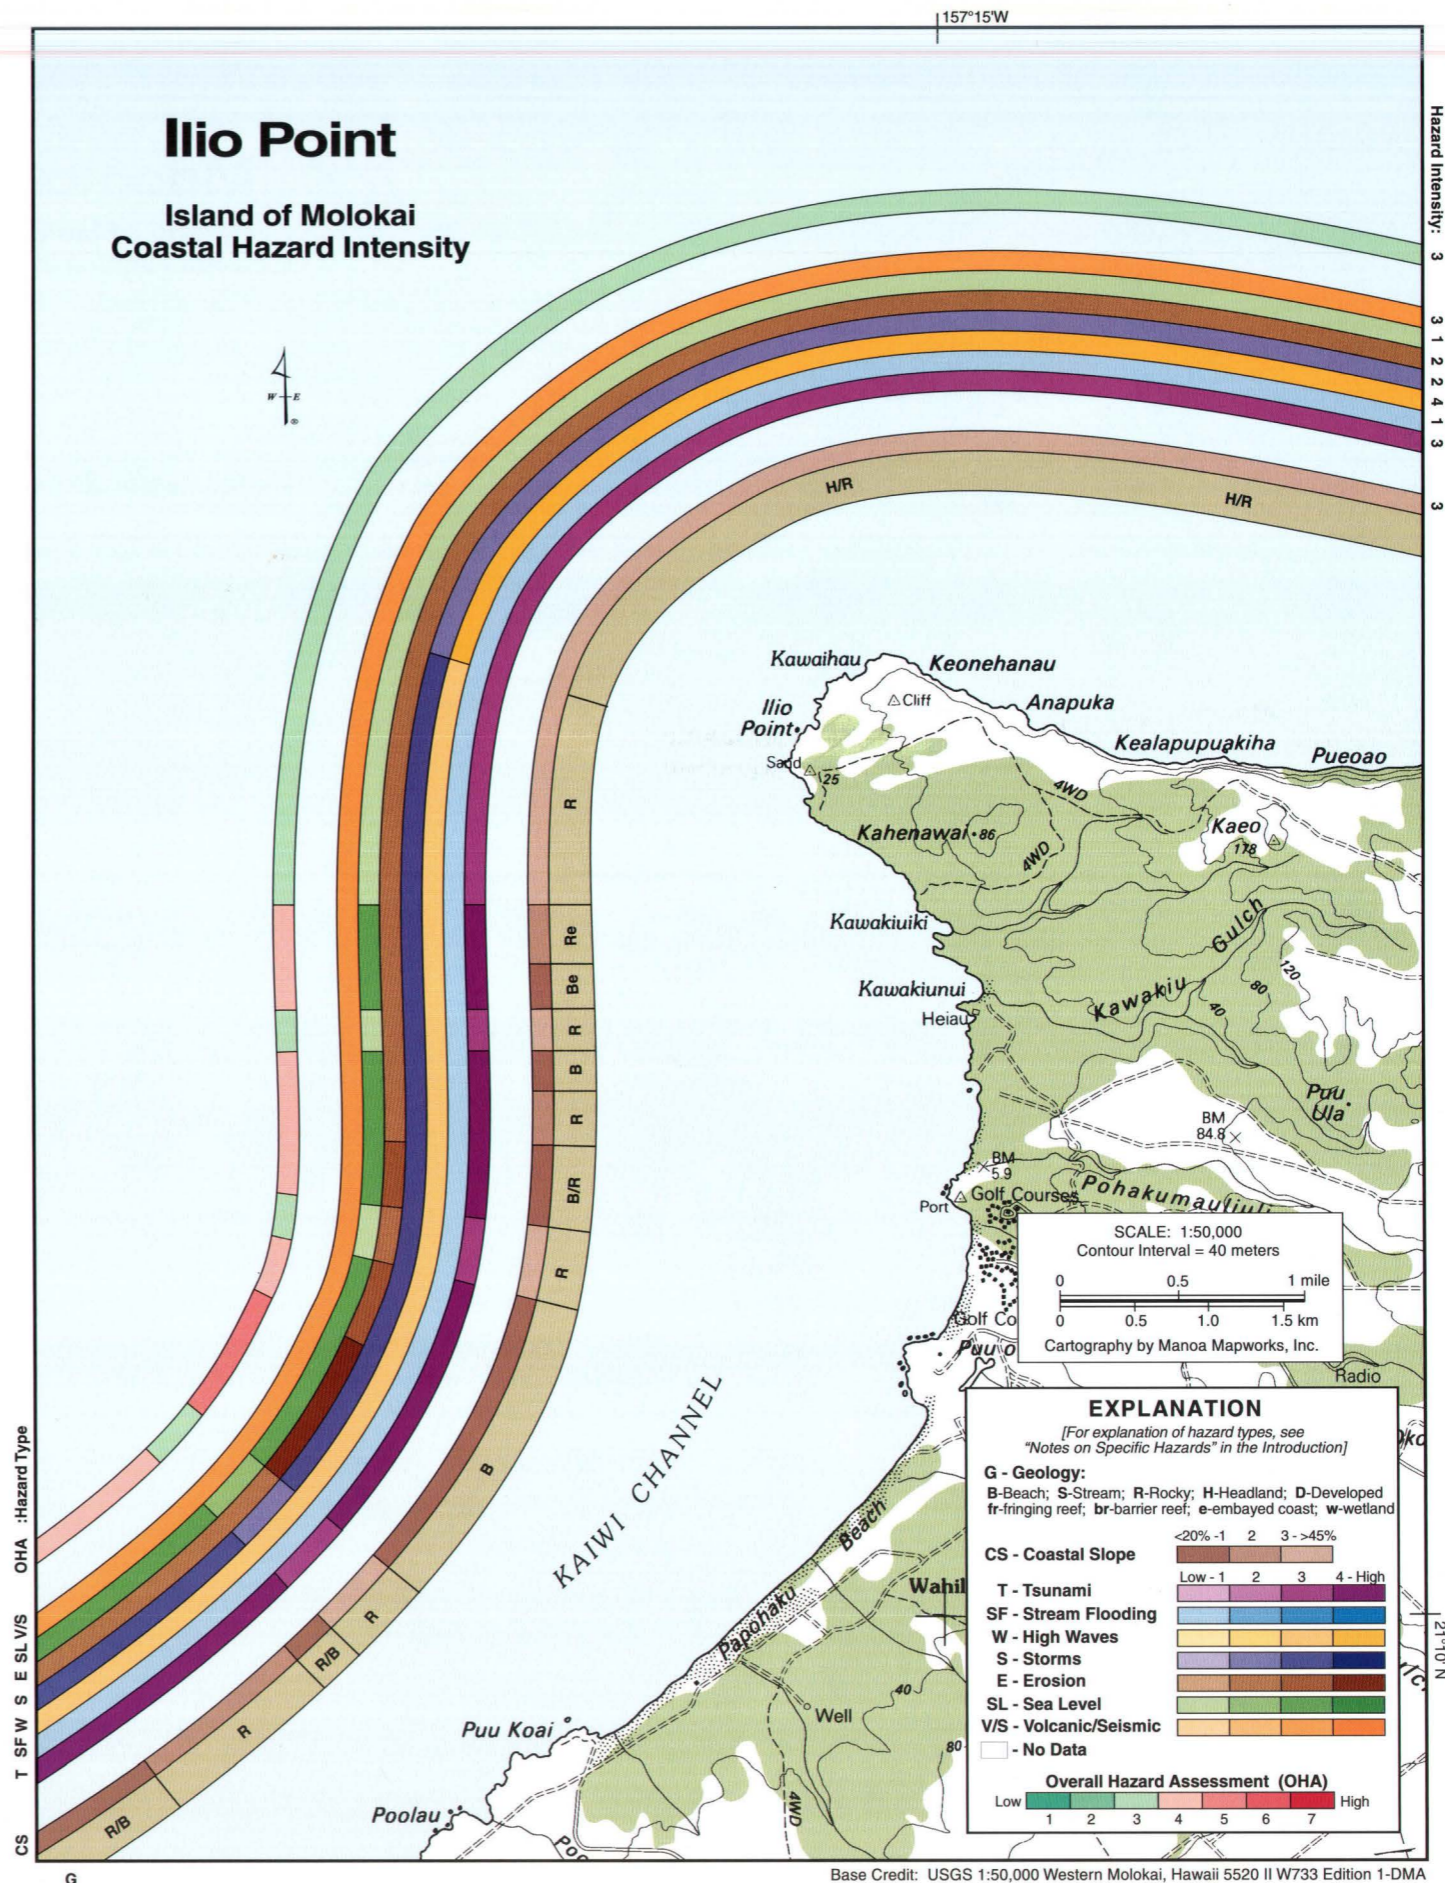 157°15'W
Ilio Point
Island of Molokai
Coastal Hazard Intensity
Hazard Intensity:
3
3
1
2
2
4
1
3
3
W
E
®
H/R
H/R
R
Re
Be
R
B
R
B/R
R
B
R
R/B
R
R/B
Kawaihau
Keonehanau
Cliff
Ilio
Point
Anapuka
Kealapupuakiha
Pueoao
Sand
25
4WD
Kahenawai
86
4WD
Kaeo
178
Kawakiuiki
Gulch
Kawakiu
Kawakiunui
Heiau
120
80
40
Puu
Ula
BM
84.8
BM
5.9
Port
Golf Courses
Pohakumauliuli
SCALE: 1:50,000
Contour Interval = 40 meters
0 0.5 1 mile
0 0.5 1.0 1.5 km
Cartography by Manoa Mapworks, Inc.
Golf Co
Puu o
Radio
KAIWI CHANNEL
Papohaku Beach
Wahil
Well
40
80
4WD
Puu Koai
Poolau
Poo
EXPLANATION
[For explanation of hazard types, see
"Notes on Specific Hazards" in the Introduction]
G - Geology:
B-Beach; S-Stream; R-Rocky; H-Headland; D-Developed
fr-fringing reef; br-barrier reef; e-embayed coast; w-wetland
<20% -1 2 3 - >45%
CS - Coastal Slope
Low - 1 2 3 4 - High
T - Tsunami
SF - Stream Flooding
W - High Waves
S - Storms
E - Erosion
SL - Sea Level
V/S - Volcanic/Seismic
- No Data
Overall Hazard Assessment (OHA)
Low High
1 2 3 4 5 6 7
21°10' N
:Hazard Type
OHA
V/S
SL
E
S
W
SF
T
CS
G
Base Credit: USGS 1:50,000 Western Molokai, Hawaii 5520 II W733 Edition 1-DMA